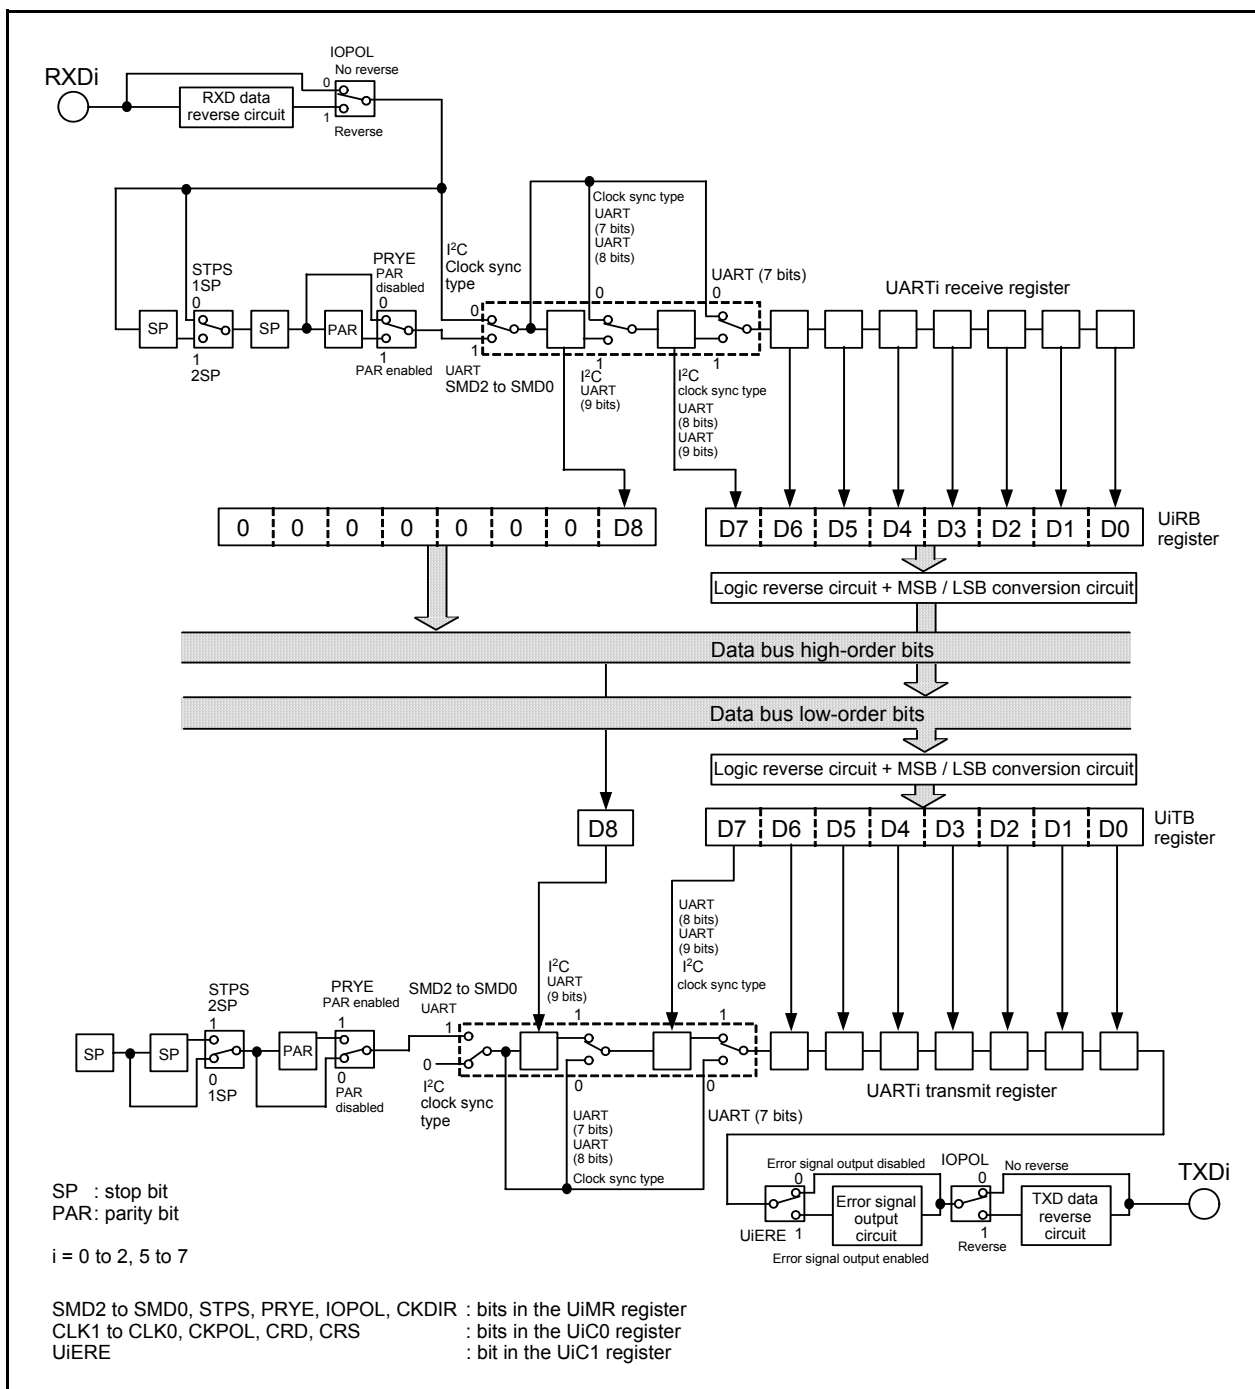 IOPOL
No reverse
RXDi
0
RXD data
reverse circuit
1
Reverse
Clock sync type
UART
(7 bits)
UART
(8 bits)
I²C
Clock sync
type
STPS
1SP
0
PRYE
PAR
disabled
0
UART (7 bits)
UARTi receive register
0
0
0
SP
SP
PAR
1
2SP
1
PAR enabled
1
UART
SMD2 to SMD0
1
I²C
UART
(9 bits)
1
I²C
clock sync type
UART
(8 bits)
UART
(9 bits)
0 0 0 0 0 0 0 D8
D7 D6 D5 D4 D3 D2 D1 D0
UiRB
register
Logic reverse circuit + MSB / LSB conversion circuit
Data bus high-order bits
Data bus low-order bits
Logic reverse circuit + MSB / LSB conversion circuit
D8
D7 D6 D5 D4 D3 D2 D1 D0
UiTB
register
UART
(8 bits)
UART
(9 bits)
I²C
clock sync type
I²C
UART
(9 bits)
SMD2 to SMD0
UART
1
STPS
2SP
1
PRYE
PAR enabled
1
1
1
SP
SP
PAR
0
1SP
0
PAR
disabled
0
I²C
clock sync
type
0
0
UART
(7 bits)
UART
(8 bits)
Clock sync type
UART (7 bits)
UARTi transmit register
Error signal output disabled
0
IOPOL
0
No reverse
TXDi
UiERE
1
Error signal
output
circuit
Error signal output enabled
1
Reverse
TXD data
reverse
circuit
SP : stop bit
PAR : parity bit
i = 0 to 2, 5 to 7
SMD2 to SMD0, STPS, PRYE, IOPOL, CKDIR : bits in the UiMR register
CLK1 to CLK0, CKPOL, CRD, CRS : bits in the UiC0 register
UiERE : bit in the UiC1 register